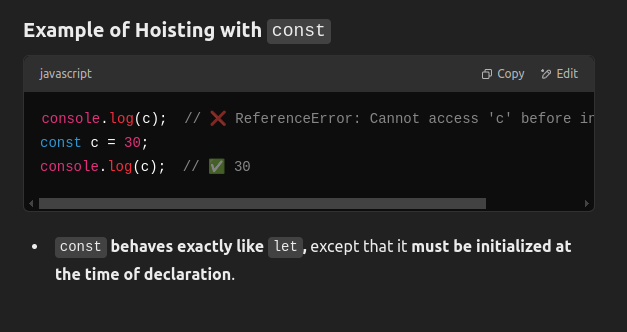 Example of Hoisting with const
javascript Copy Edit
console.log(c); // ❌ ReferenceError: Cannot access 'c' before in
const c = 30;
console.log(c); // ✅ 30
• const behaves exactly like let, except that it must be initialized at
the time of declaration.